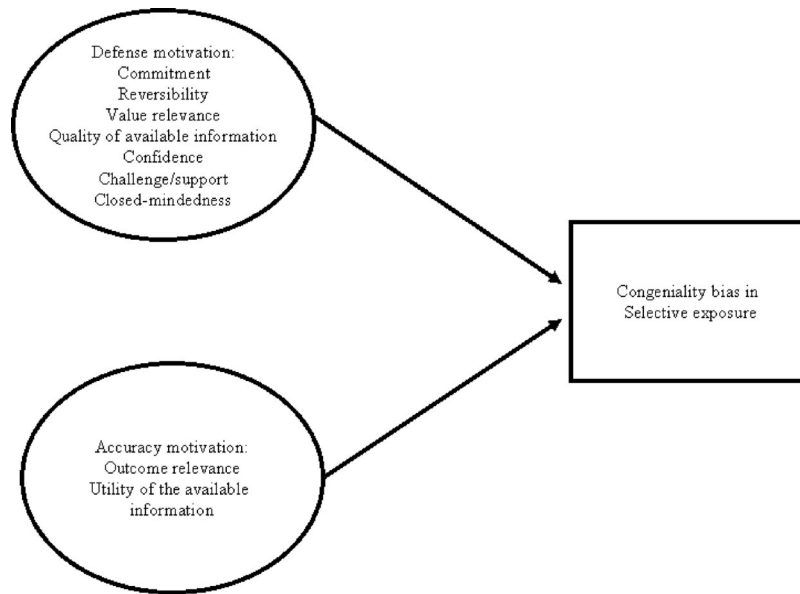 Defense motivation:
Commitment
Reversibility
Value relevance
Quality of available information
Confidence
Challenge/support
Closed-mindedness
Congeniality bias in
Selective exposure
Accuracy motivation:
Outcome relevance
Utility of the available
information